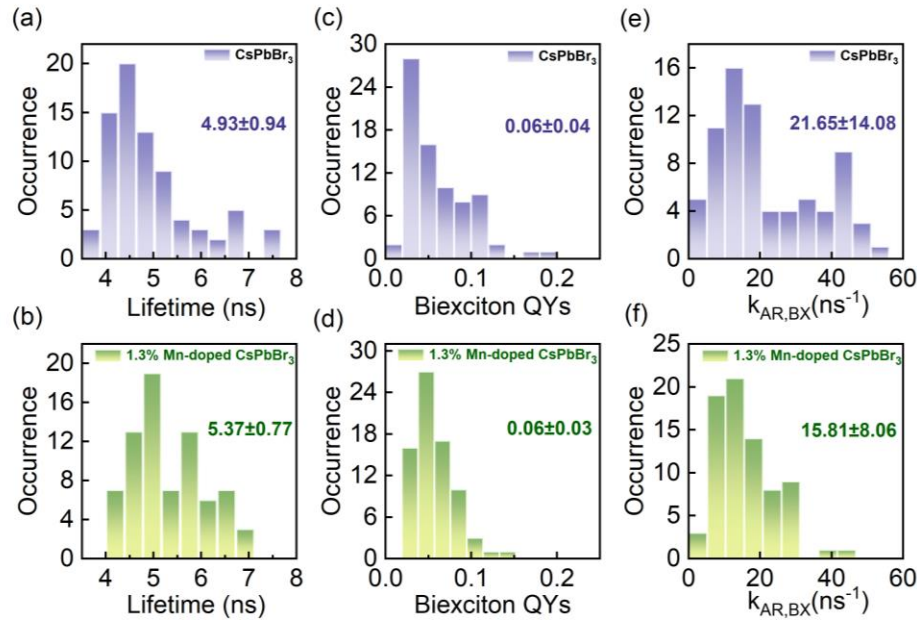 (a)
CsPbBr₃
4.93±0.94
Occurrence
20
15
10
5
0
4 5 6 7 8
Lifetime (ns)
(c)
CsPbBr₃
0.06±0.04
Occurrence
30
24
18
12
6
0
0.0 0.1 0.2
Biexciton QYs
(e)
CsPbBr₃
21.65±14.08
Occurrence
16
12
8
4
0
0 20 40 60
k_AR,BX(ns⁻¹)
(b)
1.3% Mn-doped CsPbBr₃
5.37±0.77
Occurrence
20
16
12
8
4
0
4 5 6 7 8
Lifetime (ns)
(d)
1.3% Mn-doped CsPbBr₃
0.06±0.03
Occurrence
30
24
18
12
6
0
0.0 0.1 0.2
Biexciton QYs
(f)
1.3% Mn-doped CsPbBr₃
15.81±8.06
Occurrence
25
20
15
10
5
0
0 20 40 60
k_AR,BX(ns⁻¹)